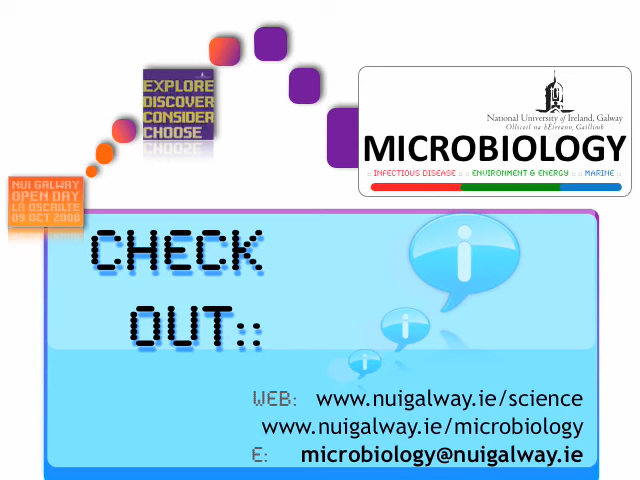 EXPLORE
DISCOVER
CONSIDER
CHOOSE
National University of Ireland, Galway
Ollscoil na hÉireann, Gaillimh
MICROBIOLOGY
:: INFECTIOUS DISEASE :: :: ENVIRONMENT & ENERGY :: :: MARINE ::
NUI GALWAY
OPEN DAY
LÁ OSCAILTE
09 OCT 2008
CHECK
OUT::
WEB: www.nuigalway.ie/science
www.nuigalway.ie/microbiology
E: microbiology@nuigalway.ie